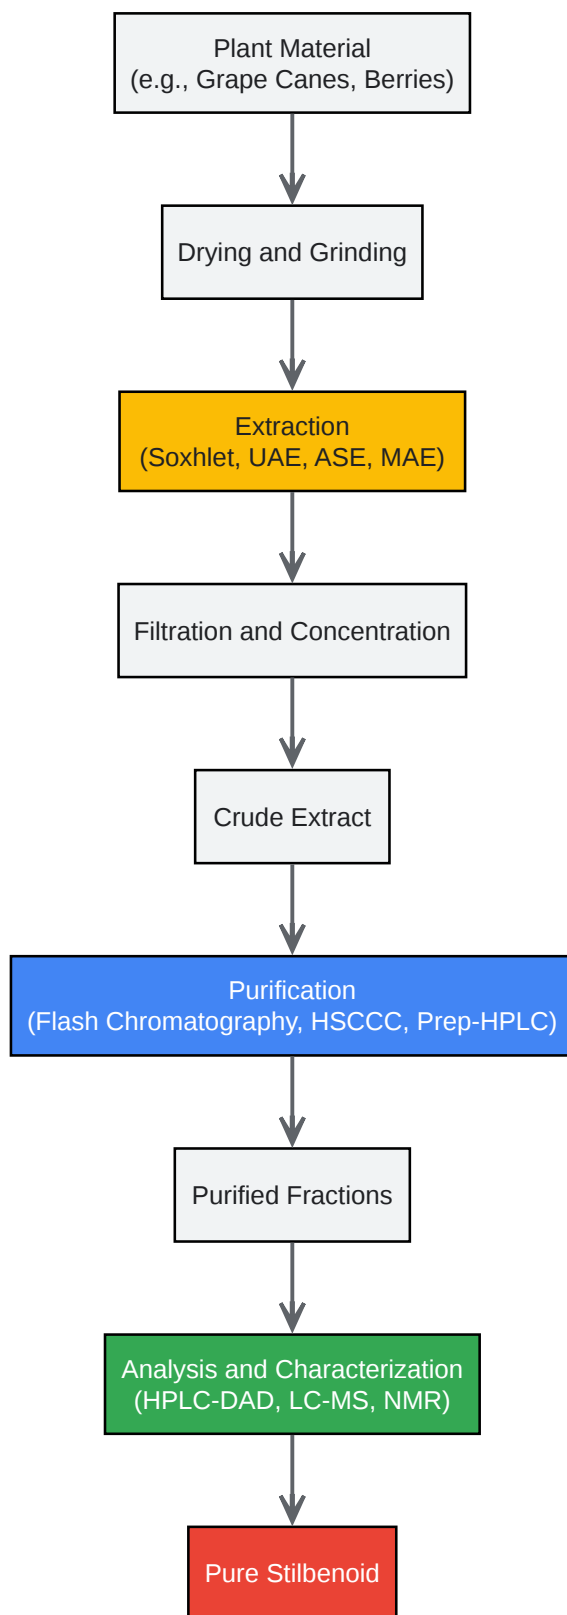 Plant Material
(e.g., Grape Canes, Berries)
Drying and Grinding
Extraction
(Soxhlet, UAE, ASE, MAE)
Filtration and Concentration
Crude Extract
Purification
(Flash Chromatography, HSCCC, Prep-HPLC)
Purified Fractions
Analysis and Characterization
(HPLC-DAD, LC-MS, NMR)
Pure Stilbenoid